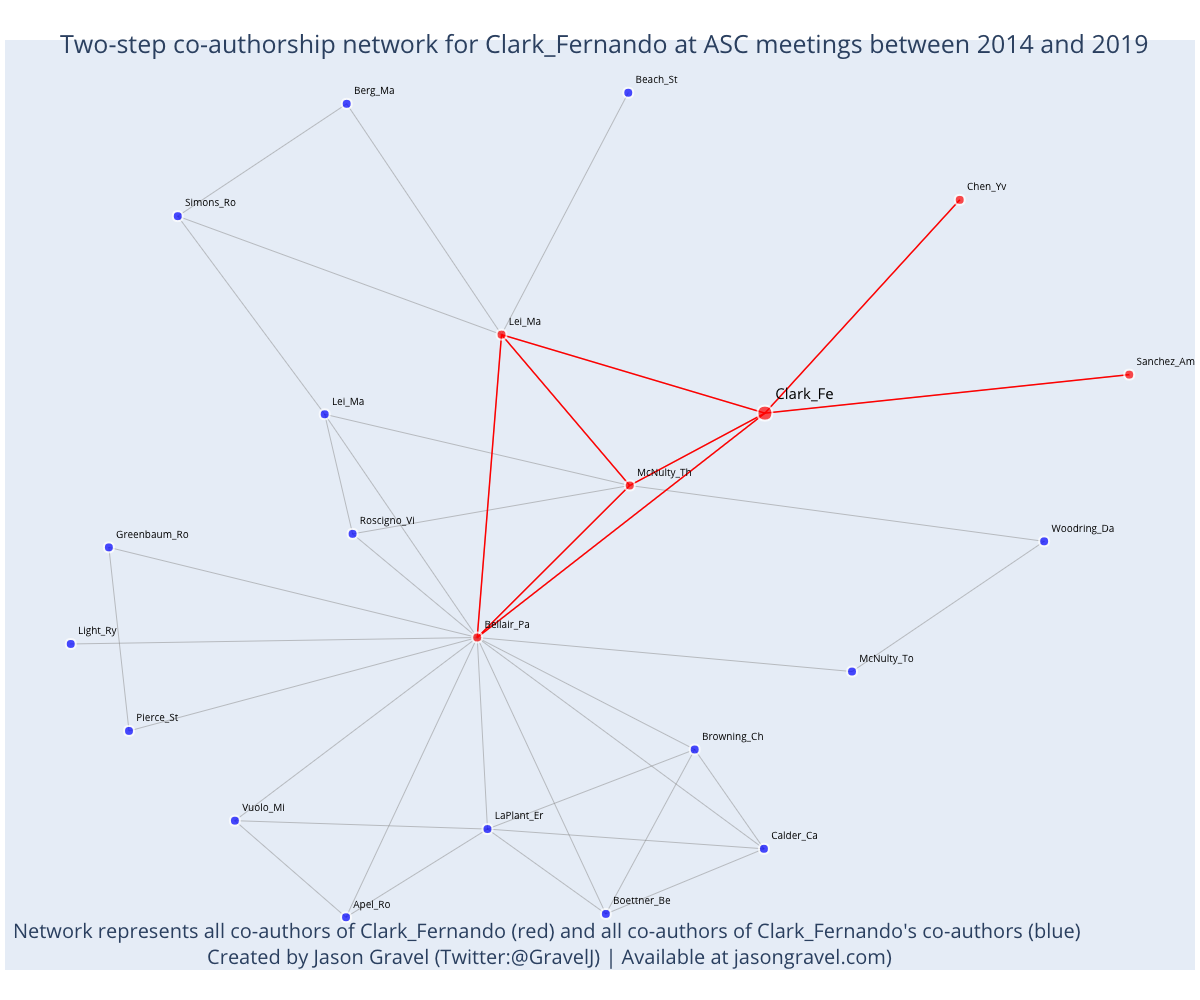 Two-step co-authorship network for Clark_Fernando at ASC meetings between 2014 and 2019
Beach_St
Berg_Ma
Chen_Yv
Simons_Ro
Lei_Ma
Sanchez_Am
Clark_Fe
Lei_Ma
McNulty_Th
Roscigno_Vi
Woodring_Da
Greenbaum_Ro
Bellair_Pa
Light_Ry
McNulty_To
Pierce_St
Browning_Ch
Vuolo_Mi
LaPlant_Er
Calder_Ca
Boettner_Be
Apel_Ro
Network represents all co-authors of Clark_Fernando (red) and all co-authors of Clark_Fernando's co-authors (blue)
Created by Jason Gravel (Twitter:@GravelJ) | Available at jasongravel.com)